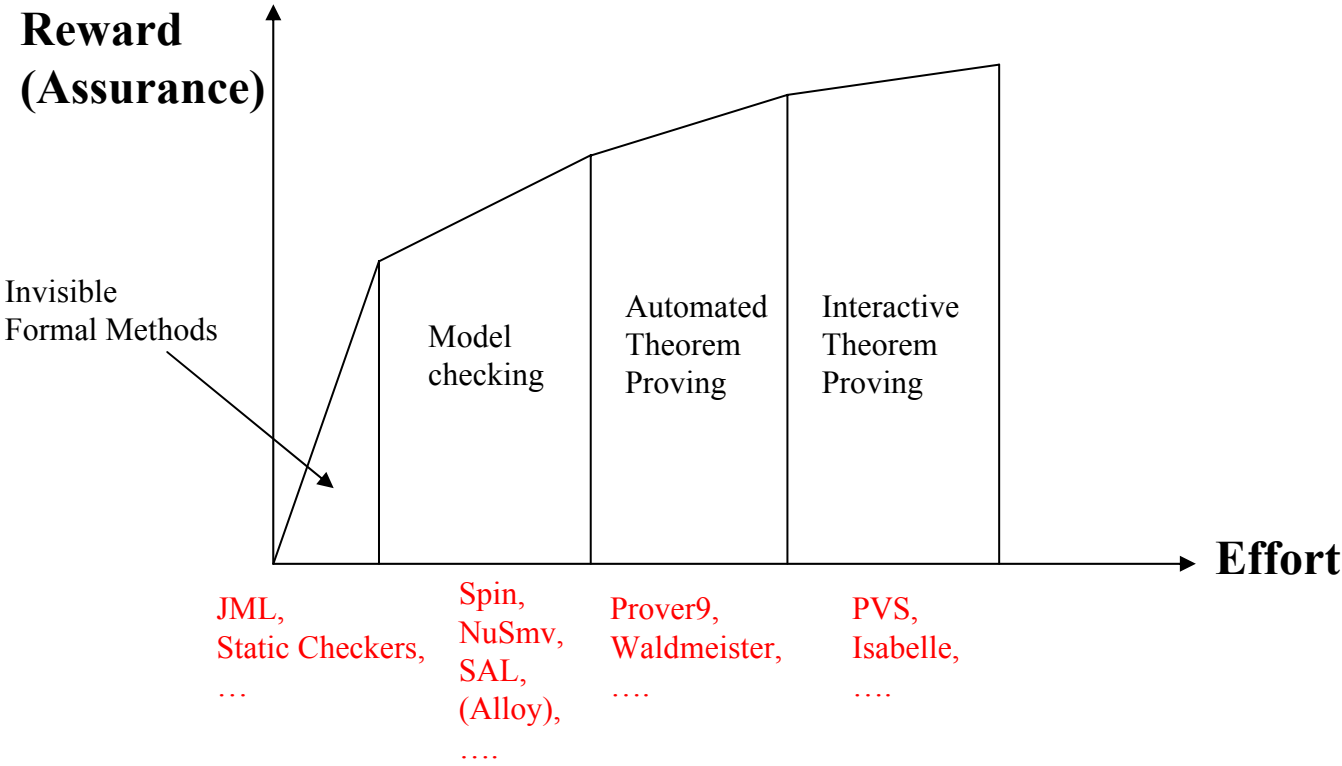 Reward
(Assurance)
Invisible
Formal Methods
Model
checking
Automated
Theorem
Proving
Interactive
Theorem
Proving
Effort
JML,
Static Checkers,
…
Spin,
NuSmv,
SAL,
(Alloy),
….
Prover9,
Waldmeister,
….
PVS,
Isabelle,
….